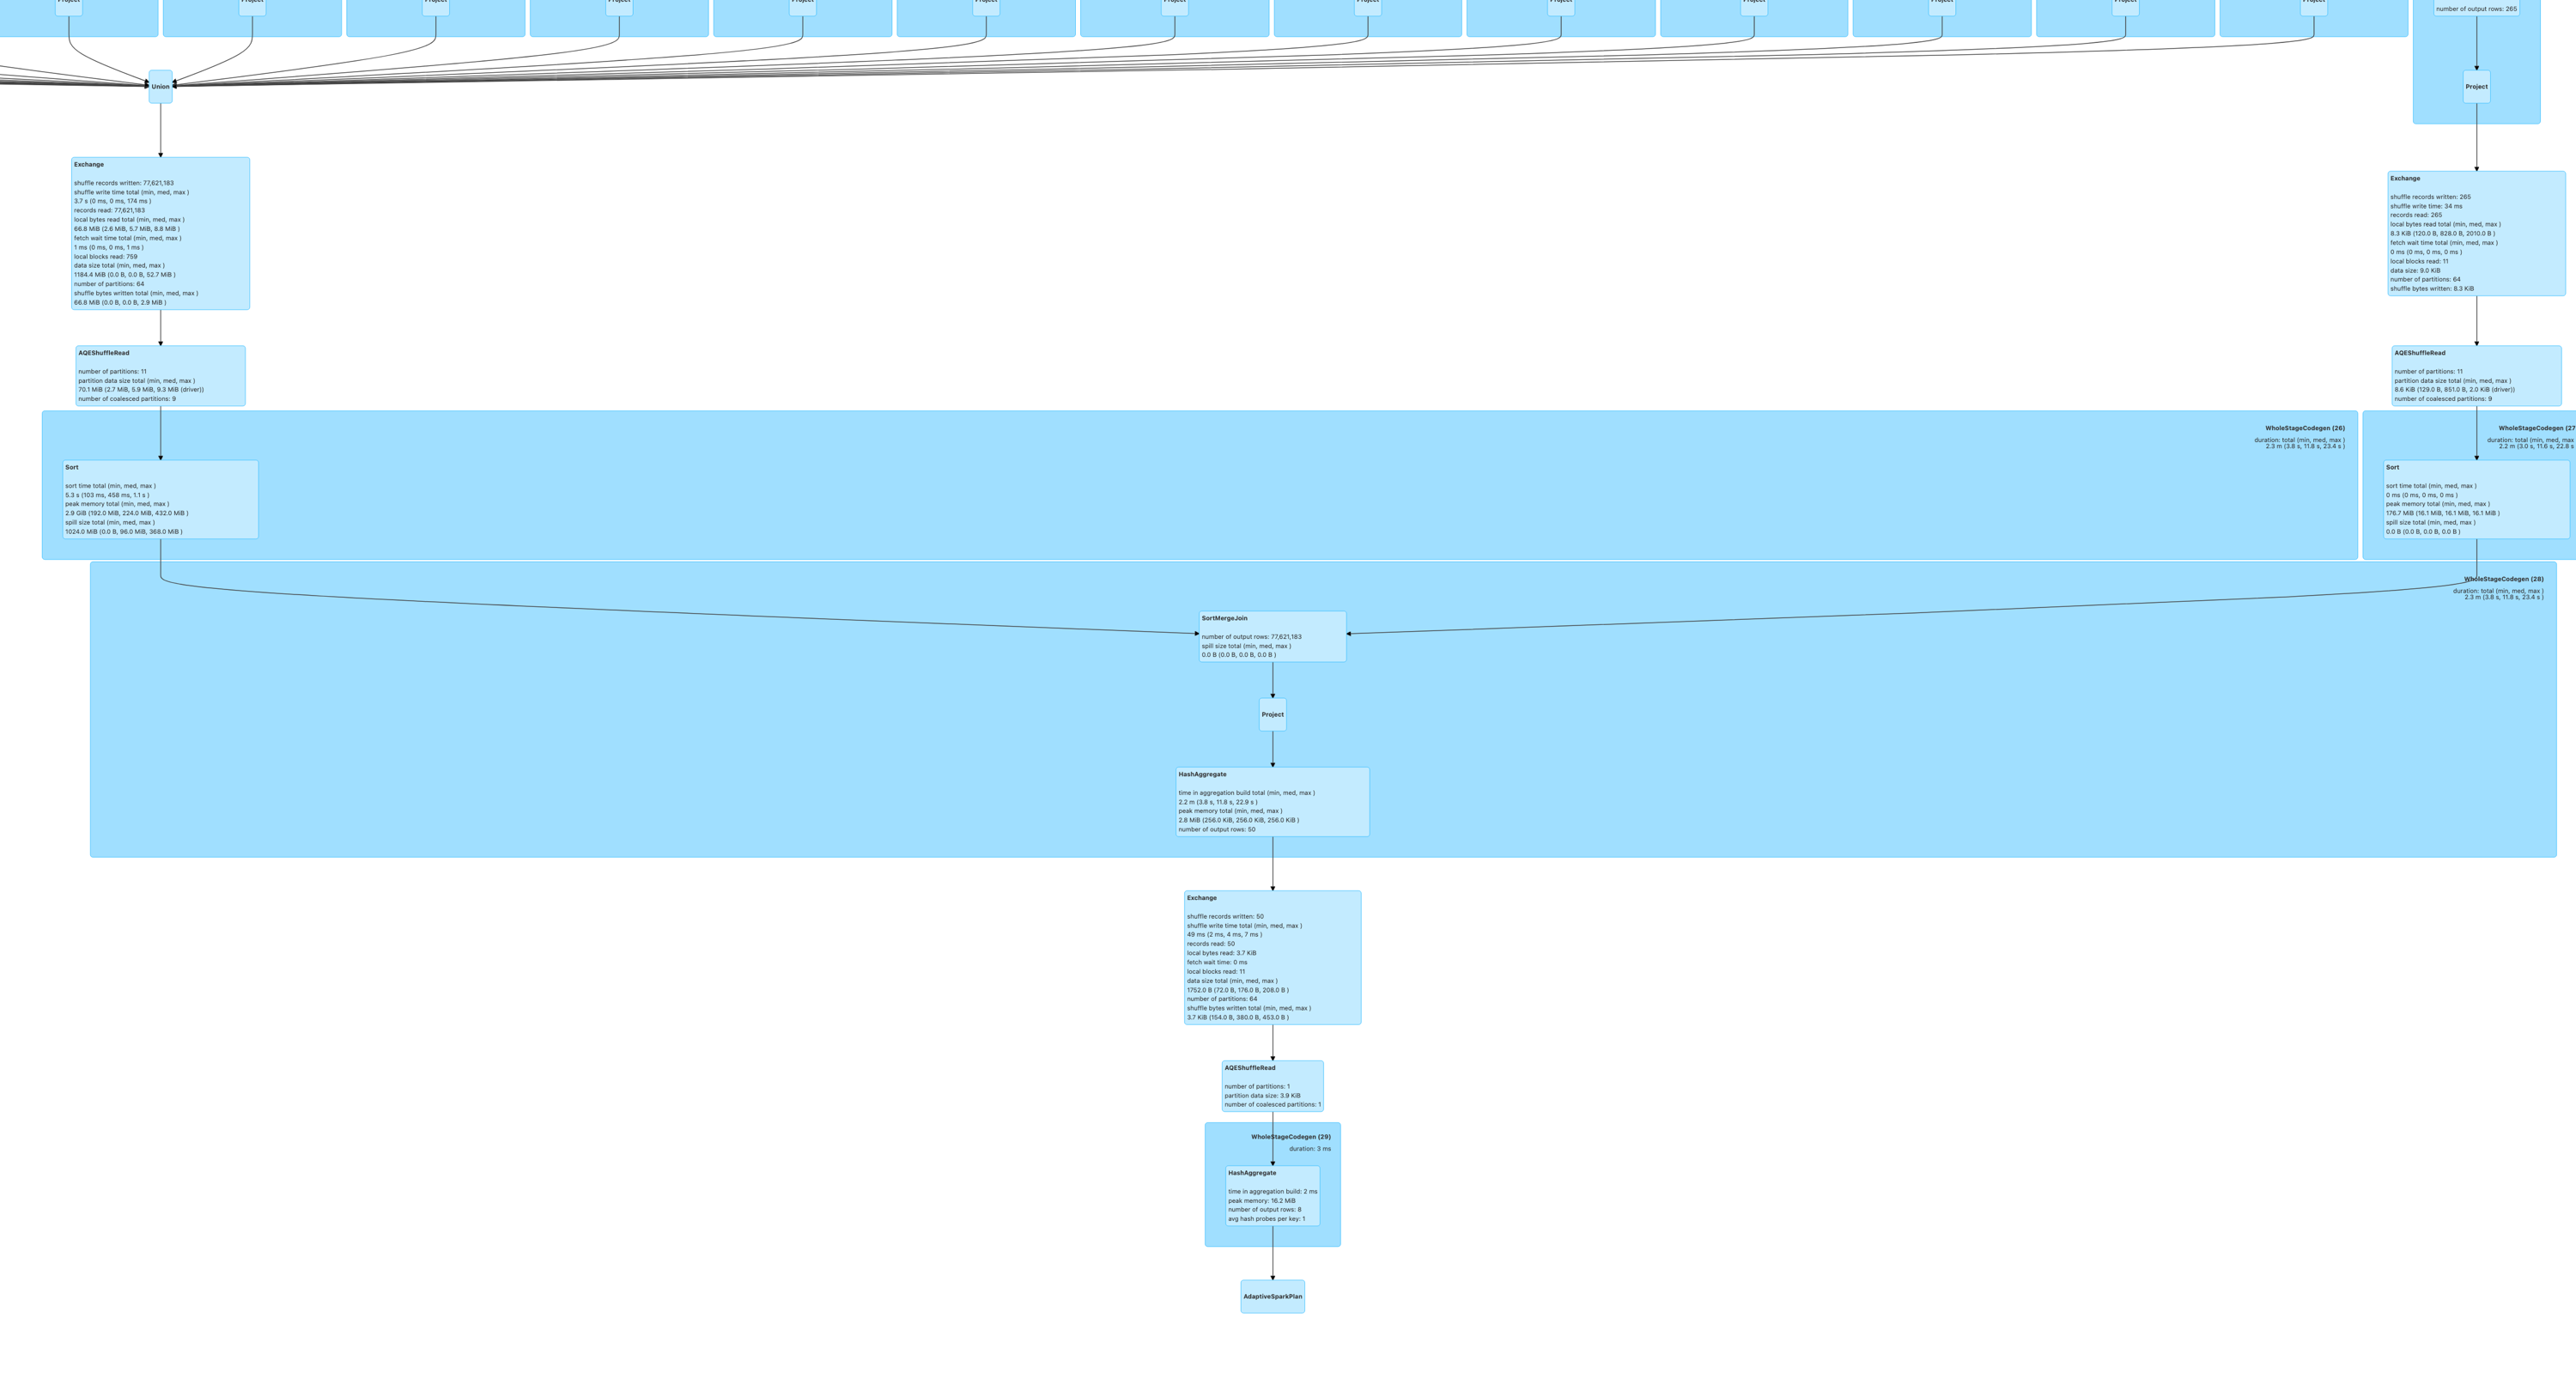 Project
Project
Project
Project
Project
Project
Project
Project
Project
Project
Project
Project
Project
number of output rows: 265
Union
Project
Exchange
shuffle records written: 77,621,183
shuffle write time total (min, med, max )
3.7 s (0 ms, 0 ms, 174 ms )
records read: 77,621,183
local bytes read total (min, med, max )
66.8 MiB (2.6 MiB, 5.7 MiB, 8.8 MiB )
fetch wait time total (min, med, max )
1 ms (0 ms, 0 ms, 1 ms )
local blocks read: 759
data size total (min, med, max )
1184.4 MiB (0.0 B, 0.0 B, 52.7 MiB )
number of partitions: 64
shuffle bytes written total (min, med, max )
66.8 MiB (0.0 B, 0.0 B, 2.9 MiB )
Exchange
shuffle records written: 265
shuffle write time: 34 ms
records read: 265
local bytes read total (min, med, max )
8.3 KiB (120.0 B, 828.0 B, 2010.0 B )
fetch wait time total (min, med, max )
0 ms (0 ms, 0 ms, 0 ms )
local blocks read: 11
data size: 9.0 KiB
number of partitions: 64
shuffle bytes written: 8.3 KiB
AQEShuffleRead
number of partitions: 11
partition data size total (min, med, max )
70.1 MiB (2.7 MiB, 5.9 MiB, 9.3 MiB (driver))
number of coalesced partitions: 9
AQEShuffleRead
number of partitions: 11
partition data size total (min, med, max )
8.6 KiB (129.0 B, 851.0 B, 2.0 KiB (driver))
number of coalesced partitions: 9
WholeStageCodegen (26)
duration: total (min, med, max )
2.3 m (3.8 s, 11.8 s, 23.4 s )
Sort
sort time total (min, med, max )
5.3 s (103 ms, 458 ms, 1.1 s )
peak memory total (min, med, max )
2.9 GiB (192.0 MiB, 224.0 MiB, 432.0 MiB )
spill size total (min, med, max )
1024.0 MiB (0.0 B, 96.0 MiB, 368.0 MiB )
WholeStageCodegen (27
duration: total (min, med, max
2.2 m (3.0 s, 11.6 s, 22.8 s
Sort
sort time total (min, med, max )
0 ms (0 ms, 0 ms, 0 ms )
peak memory total (min, med, max )
176.7 MiB (16.1 MiB, 16.1 MiB, 16.1 MiB )
spill size total (min, med, max )
0.0 B (0.0 B, 0.0 B, 0.0 B )
WholeStageCodegen (28)
duration: total (min, med, max )
2.3 m (3.8 s, 11.8 s, 23.4 s )
SortMergeJoin
number of output rows: 77,621,183
spill size total (min, med, max )
0.0 B (0.0 B, 0.0 B, 0.0 B )
Project
HashAggregate
time in aggregation build total (min, med, max )
2.2 m (3.8 s, 11.8 s, 22.9 s )
peak memory total (min, med, max )
2.8 MiB (256.0 KiB, 256.0 KiB, 256.0 KiB )
number of output rows: 50
Exchange
shuffle records written: 50
shuffle write time total (min, med, max )
49 ms (2 ms, 4 ms, 7 ms )
records read: 50
local bytes read: 3.7 KiB
fetch wait time: 0 ms
local blocks read: 11
data size total (min, med, max )
1752.0 B (72.0 B, 176.0 B, 208.0 B )
number of partitions: 64
shuffle bytes written total (min, med, max )
3.7 KiB (154.0 B, 380.0 B, 453.0 B )
AQEShuffleRead
number of partitions: 1
partition data size: 3.9 KiB
number of coalesced partitions: 1
WholeStageCodegen (29)
duration: 3 ms
HashAggregate
time in aggregation build: 2 ms
peak memory: 16.2 MiB
number of output rows: 8
avg hash probes per key: 1
AdaptiveSparkPlan